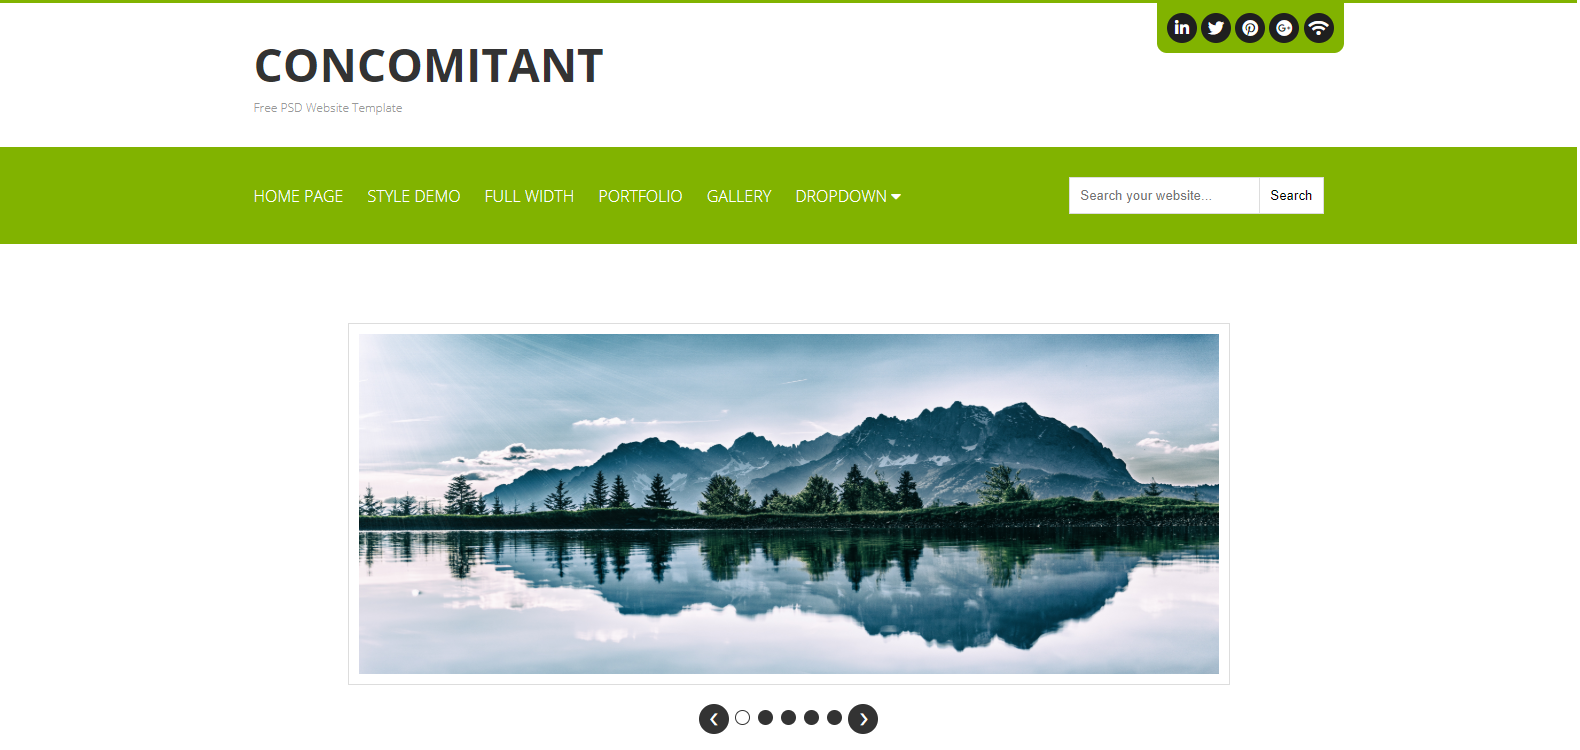 CONCOMITANT
Free PSD Website Template
HOME PAGE STYLE DEMO FULL WIDTH PORTFOLIO GALLERY DROPDOWN
Search your website... Search